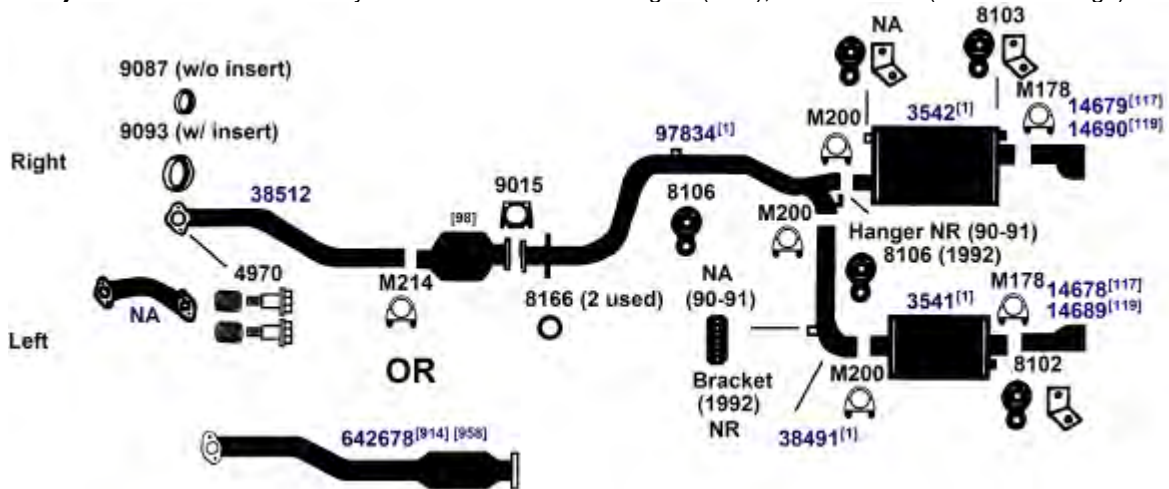 NA
8103
9087 (w/o insert)
M178
14679[117]
14690[119]
3542[1]
M200
9093 (w/ insert)
97834[1]
Right
38512
9015
8106
M200
[98]
Hanger NR (90-91)
8106 (1992)
4970
M214
8166 (2 used)
NA
(90-91)
M178
14678[117]
14689[119]
3541[1]
NA
Left
OR
Bracket
(1992)
NR
M200
8102
38491[1]
642678[914] [958]